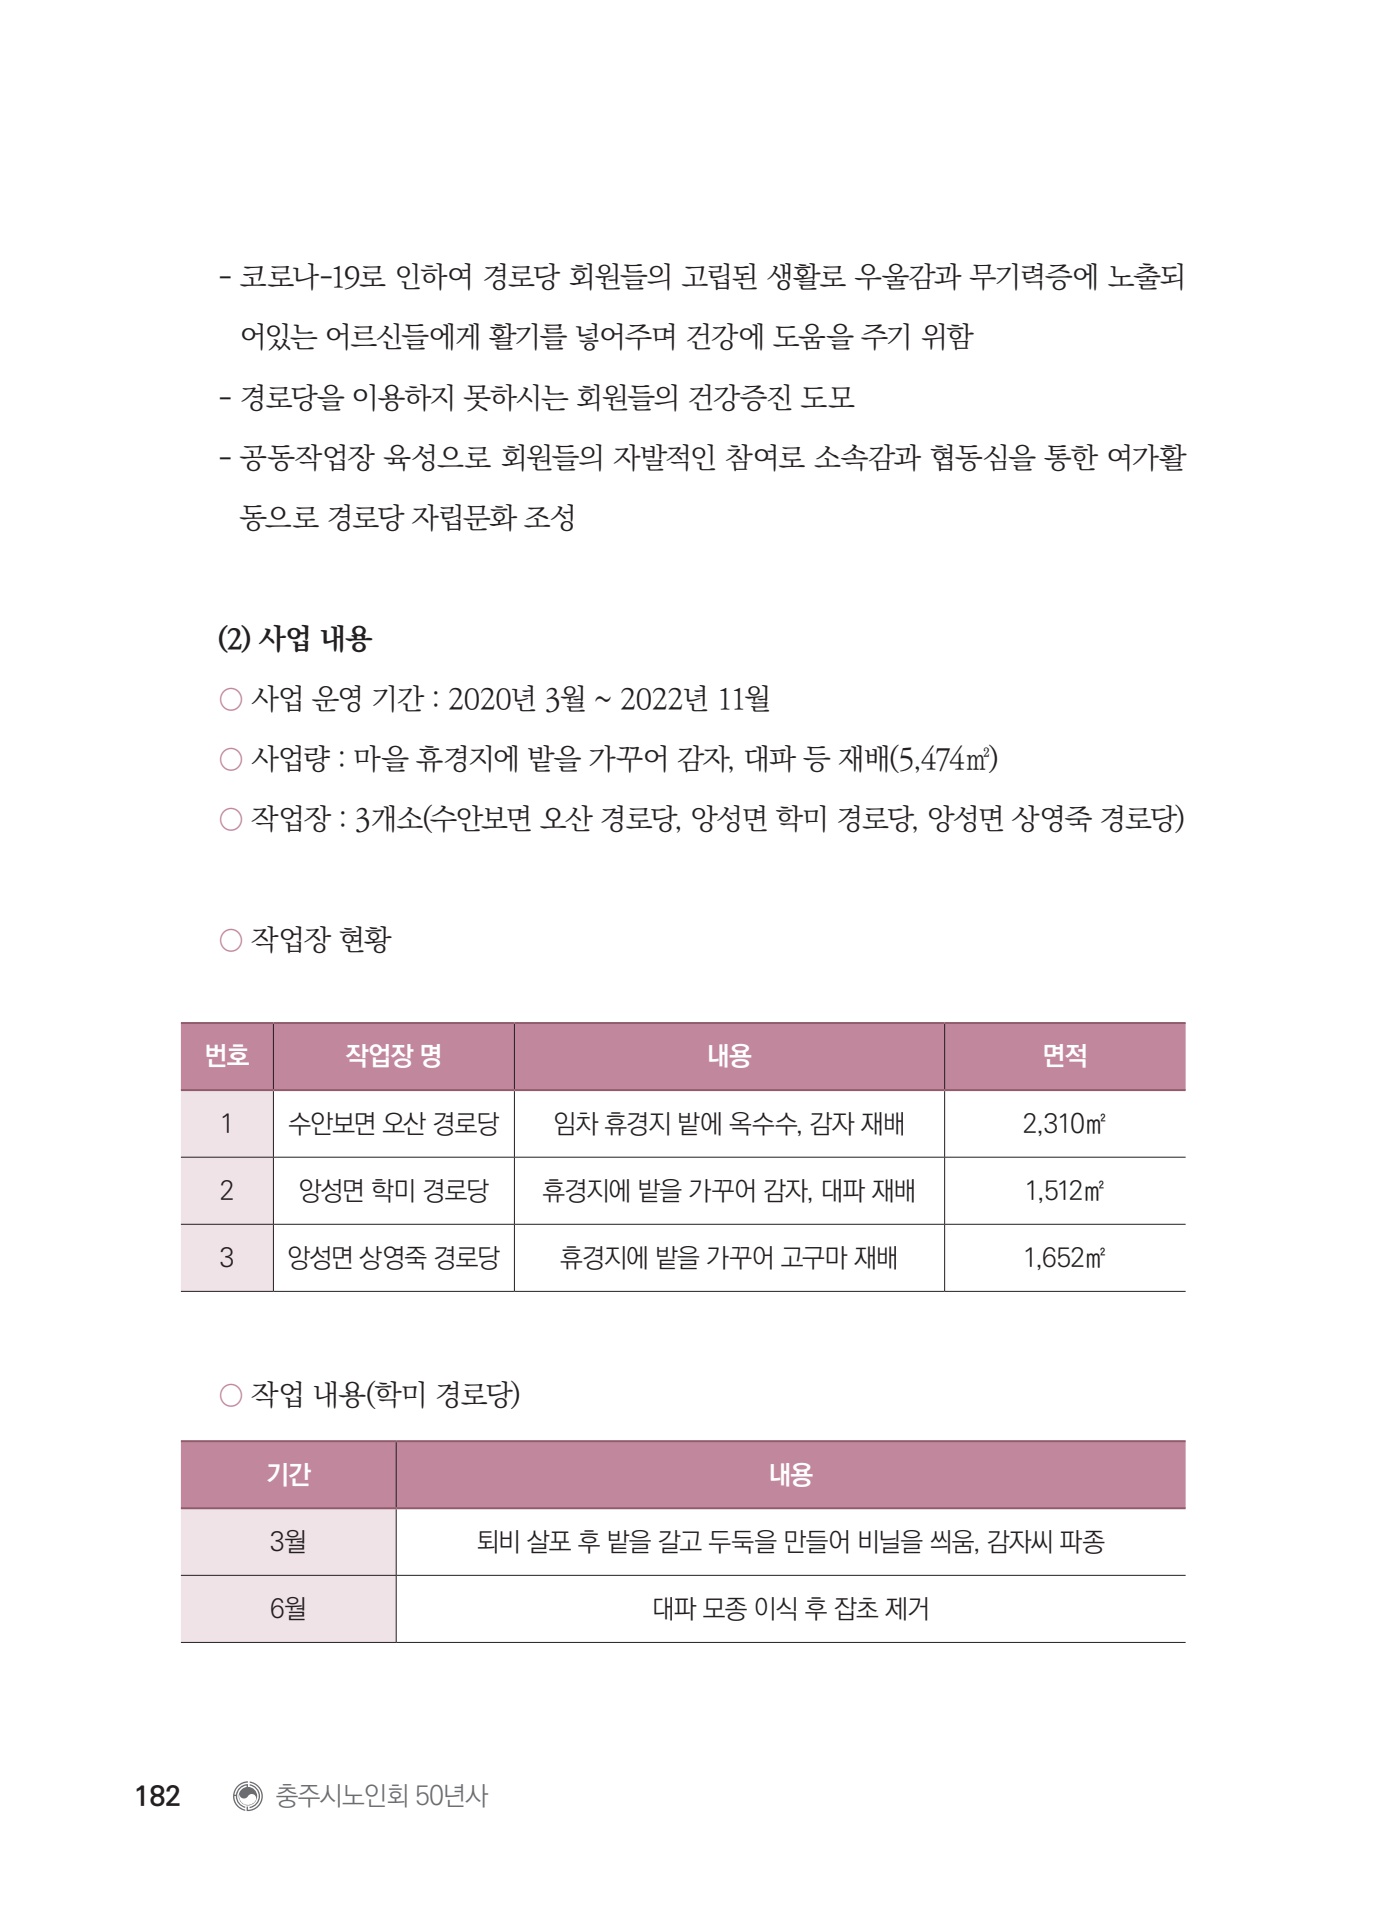 - 코로나-19로 인하여 경로당 회원들의 고립된 생활로 우울감과 무기력증에 노출되
어있는 어르신들에게 활기를 넣어주며 건강에 도움을 주기 위함
- 경로당을 이용하지 못하시는 회원들의 건강증진 도모
- 공동작업장 육성으로 회원들의 자발적인 참여로 소속감과 협동심을 통한 여가활
동으로 경로당 자립문화 조성
(2) 사업 내용
○ 사업 운영 기간 : 2020년 3월 ~ 2022년 11월
○ 사업량 : 마을 휴경지에 밭을 가꾸어 감자, 대파 등 재배(5,474㎡)
○ 작업장 : 3개소(수안보면 오산 경로당, 앙성면 학미 경로당, 앙성면 상영죽 경로당)
○ 작업장 현황
번호 작업장 명 내용 면적
1 수안보면 오산 경로당 임차 휴경지 밭에 옥수수, 감자 재배 2,310㎡
2 앙성면 학미 경로당 휴경지에 밭을 가꾸어 감자, 대파 재배 1,512㎡
3 앙성면 상영죽 경로당 휴경지에 밭을 가꾸어 고구마 재배 1,652㎡
○ 작업 내용(학미 경로당)
기간 내용
3월 퇴비 살포 후 밭을 갈고 두둑을 만들어 비닐을 씌움, 감자씨 파종
6월 대파 모종 이식 후 잡초 제거
182 충주시노인회 50년사